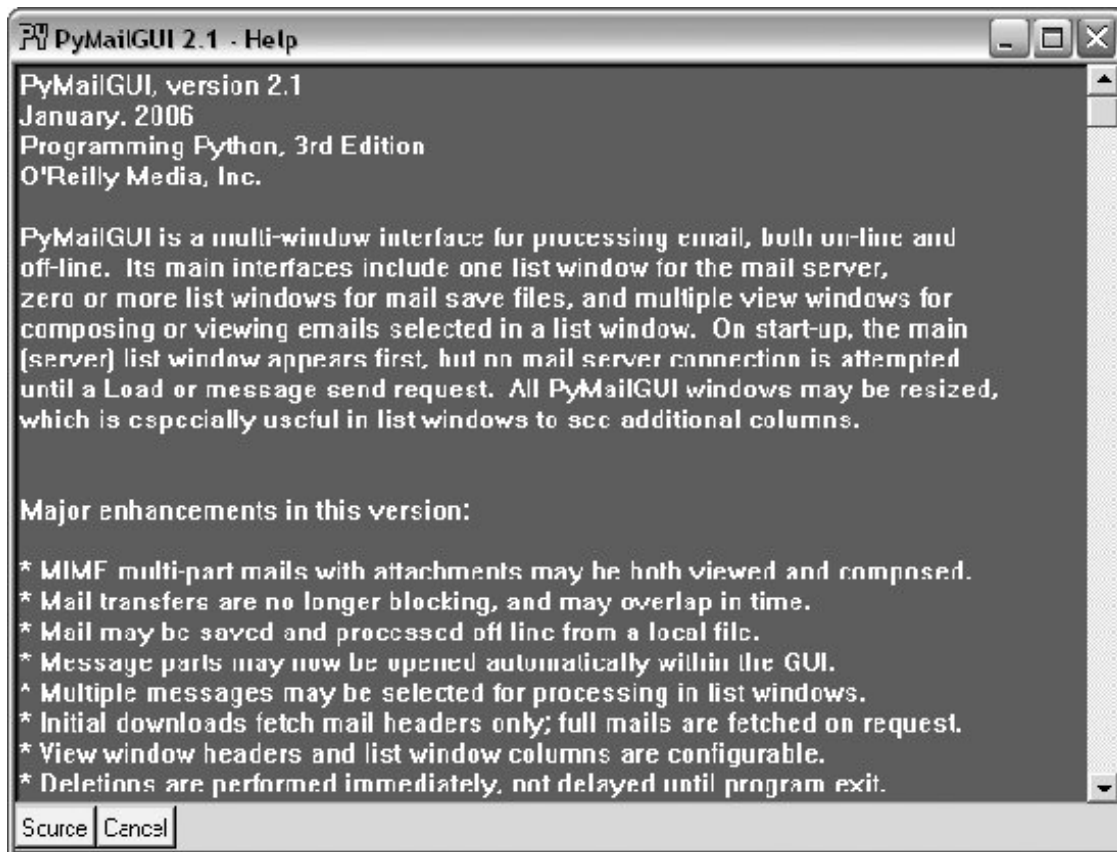 PyMailGUI 2.1 - Help
PyMailGUI, version 2.1
January, 2006
Programming Python, 3rd Edition
O'Reilly Media, Inc.
PyMailGUI is a multi-window interface for processing email, both on-line and
off-line.  Its main interfaces include one list window for the mail server,
zero or more list windows for mail save files, and multiple view windows for
composing or viewing emails selected in a list window.  On start-up, the main
(server) list window appears first, but no mail server connection is attempted
until a Load or message send request.  All PyMailGUI windows may be resized,
which is especially useful in list windows to see additional columns.
Major enhancements in this version:
* MIME multi-part mails with attachments may be both viewed and composed.
* Mail transfers are no longer blocking, and may overlap in time.
* Mail may be saved and processed off-line from a local file.
* Message parts may now be opened automatically within the GUI.
* Multiple messages may be selected for processing in list windows.
* Initial downloads fetch mail headers only; full mails are fetched on request.
* View window headers and list window columns are configurable.
* Deletions are performed immediately, not delayed until program exit.
Source Cancel